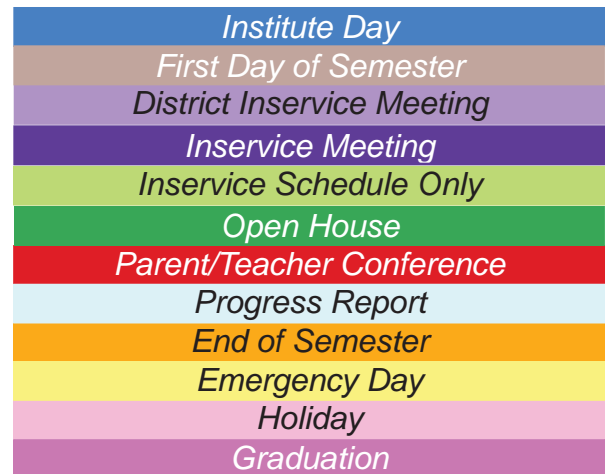 Institute Day
First Day of Semester
District Inservice Meeting
Inservice Meeting
Inservice Schedule Only
Open House
Parent/Teacher Conference
Progress Report
End of Semester
Emergency Day
Holiday
Graduation